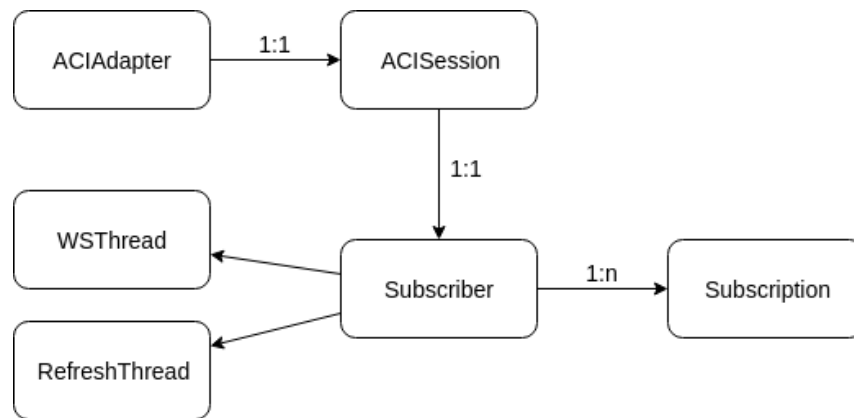 ACIAdapter
1:1
ACISession
1:1
WSThread
Subscriber
1:n
Subscription
RefreshThread